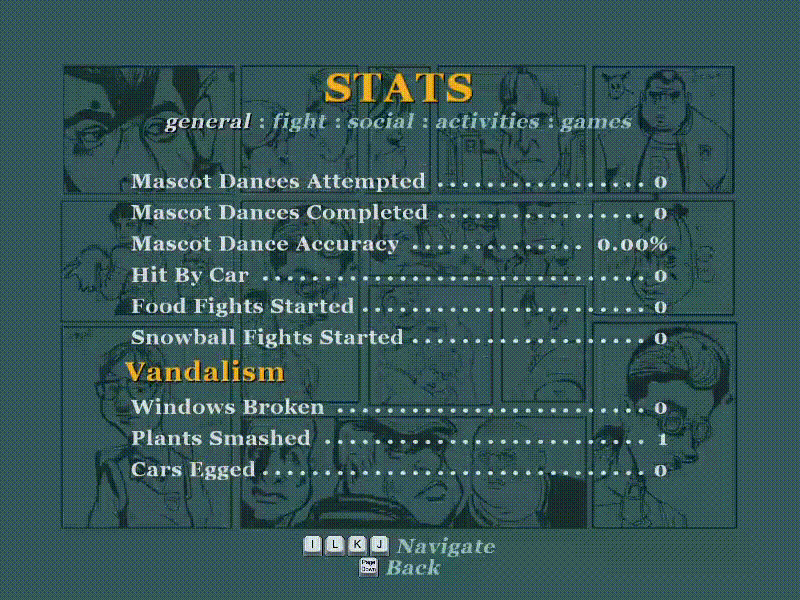 STATS
general : fight : social : activities : games
Mascot Dances Attempted ................. 0
Mascot Dances Completed ................. 0
Mascot Dance Accuracy .............. 0.00%
Hit By Car ............................... 0
Food Fights Started ....................... 0
Snowball Fights Started ................... 0
Vandalism
Windows Broken ......................... 0
Plants Smashed .......................... 1
Cars Egged ............................... 0
I L K J Navigate
Page Down Back